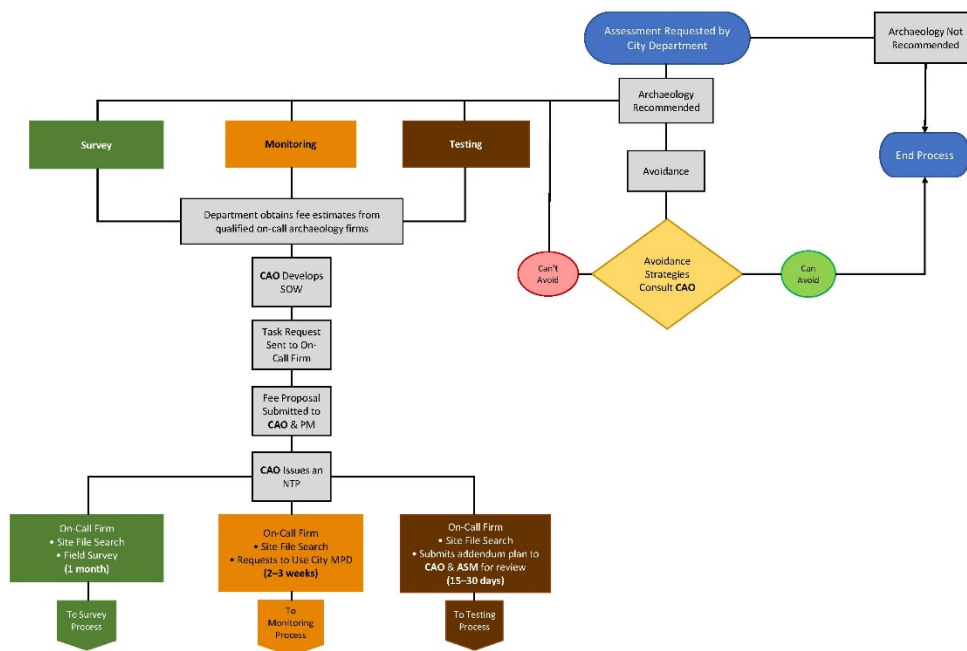 Assessment Requested by
City Department
Archaeology Not
Recommended
Archaeology
Recommended
Survey
Monitoring
Testing
End Process
Avoidance
Department obtains fee estimates from
qualified on-call archaeology firms
Can't
Avoid
Avoidance
Strategies
Consult CAO
Can
Avoid
CAO Develops
SOW
Task Request
Sent to On-
Call Firm
Fee Proposal
Submitted to
CAO & PM
CAO Issues an
NTP
On-Call Firm
• Site File Search
• Field Survey
(1 month)
On-Call Firm
• Site File Search
• Requests to Use City MPD
(2–3 weeks)
On-Call Firm
• Site File Search
• Submits addendum plan to
CAO & ASM for review
(15–30 days)
To Survey
Process
To
Monitoring
Process
To Testing
Process